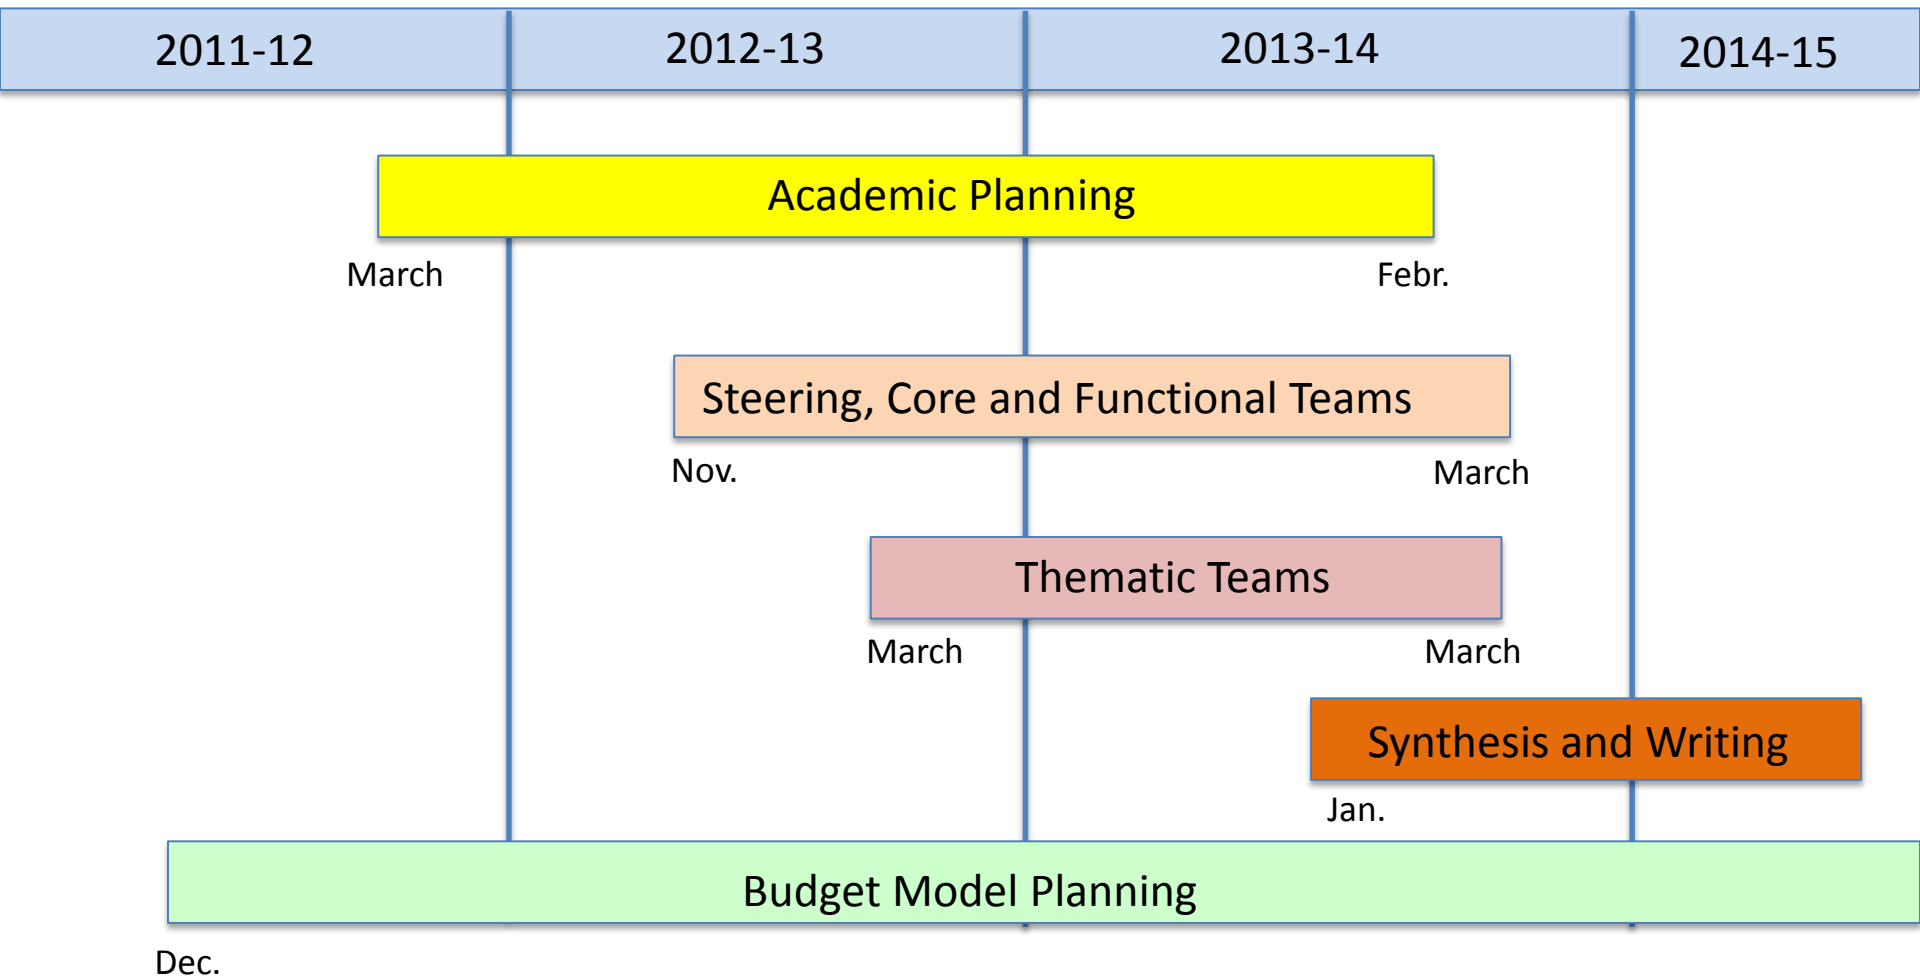 2011-12
2012-13
2013-14
2014-15
Academic Planning
March
Febr.
Steering, Core and Functional Teams
Nov.
March
Thematic Teams
March
March
Synthesis and Writing
Jan.
Budget Model Planning
Dec.